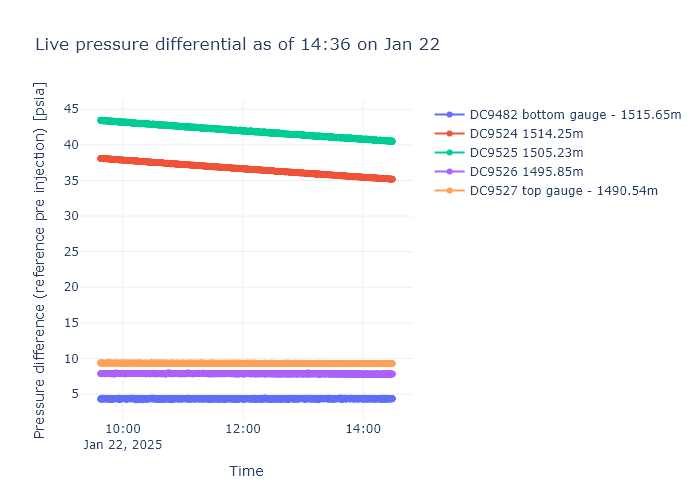 Live pressure differential as of 14:36 on Jan 22
Pressure difference (reference pre injection) [psia]
45
40
35
30
25
20
15
10
5
10:00
Jan 22, 2025
12:00
14:00
Time
DC9482 bottom gauge - 1515.65m
DC9524 1514.25m
DC9525 1505.23m
DC9526 1495.85m
DC9527 top gauge - 1490.54m